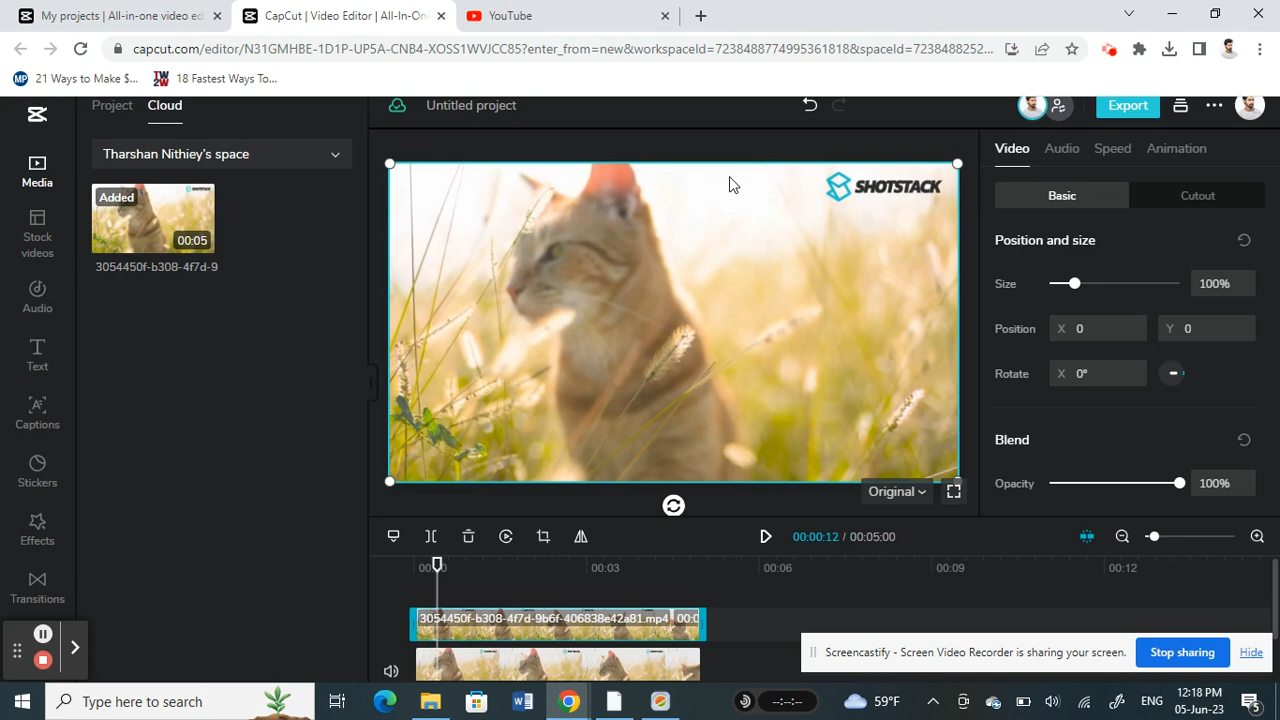 My projects | All-in-one video ed
CapCut | Video Editor | All-In-On
YouTube
capcut.com/editor/N31GMHBE-1D1P-UP5A-CNB4-XOSS1WVJCC85?enter_from=new&workspaceId=7238488774995361818&spaceId=7238488252...
MP 21 Ways to Make $...
TW2W 18 Fastest Ways To...
Project
Cloud
Untitled project
Export
Tharshan Nithiey's space
Video
Audio
Speed
Animation
Media
Added
00:05
SHOTSTACK
Basic
Cutout
Stock videos
3054450f-b308-4f7d-9
Position and size
Size
100%
Audio
Position
X 0
Y 0
Text
Rotate
X 0°
Captions
Blend
Stickers
Opacity
100%
Original
Effects
00:00:12 / 00:05:00
00:03
00:06
00:09
00:12
Transitions
3054450f-b308-4f7d-9b6f-406838e42a81.mp4
Screencastify - Screen Video Recorder is sharing your screen.
Stop sharing
Hide
Type here to search
--:--:--
59°F
ENG
12:18 PM
05-Jun-23
5